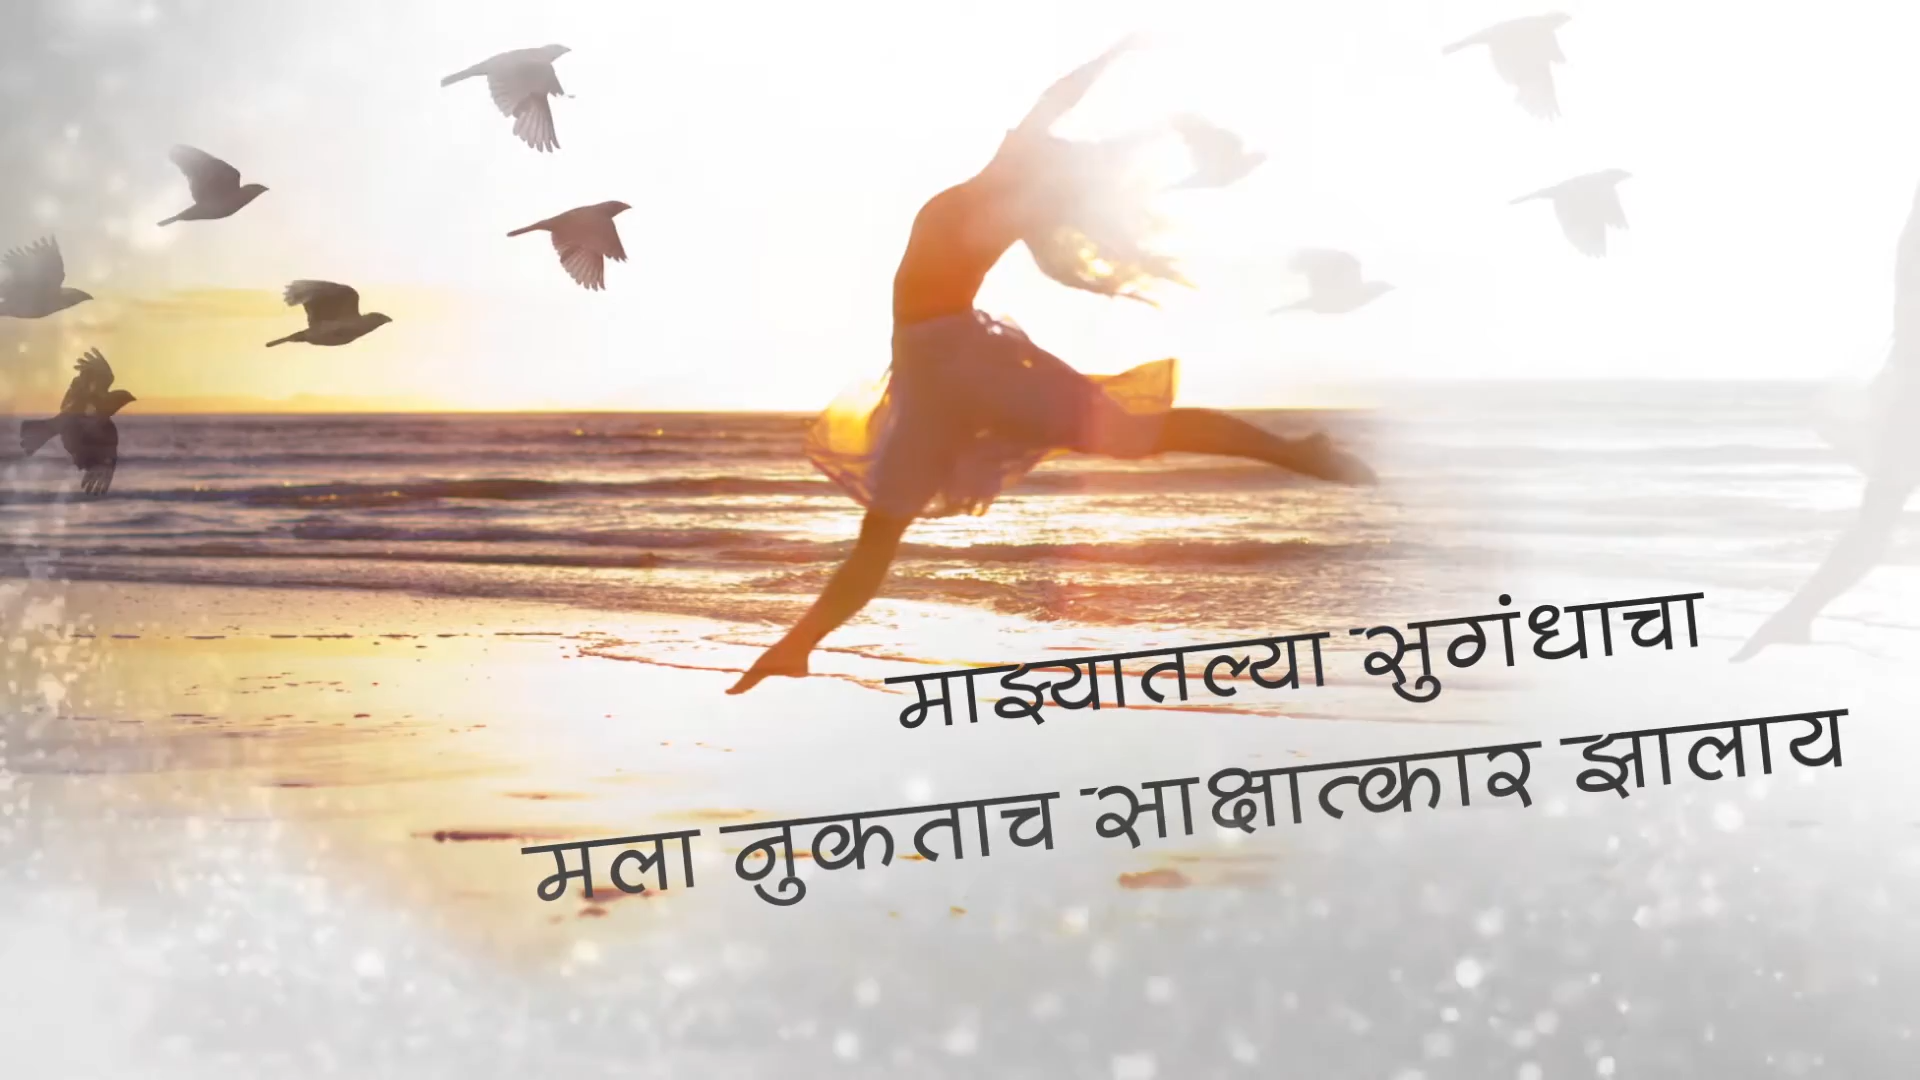 माझ्यातल्या सुगंधाचा
मला नुकताच साक्षात्कार झालाय